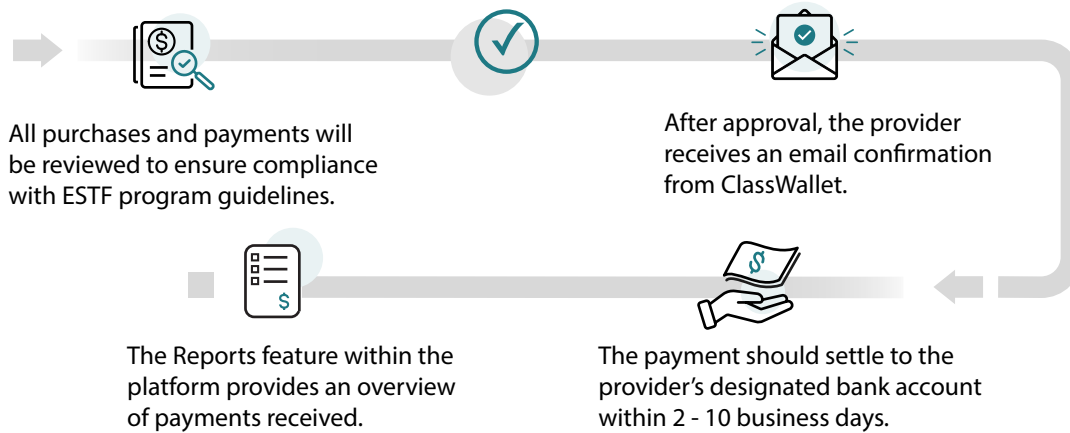 All purchases and payments will
be reviewed to ensure compliance
with ESTF program guidelines.
After approval, the provider
receives an email confirmation
from ClassWallet.
The payment should settle to the
provider’s designated bank account
within 2 - 10 business days.
The Reports feature within the
platform provides an overview
of payments received.